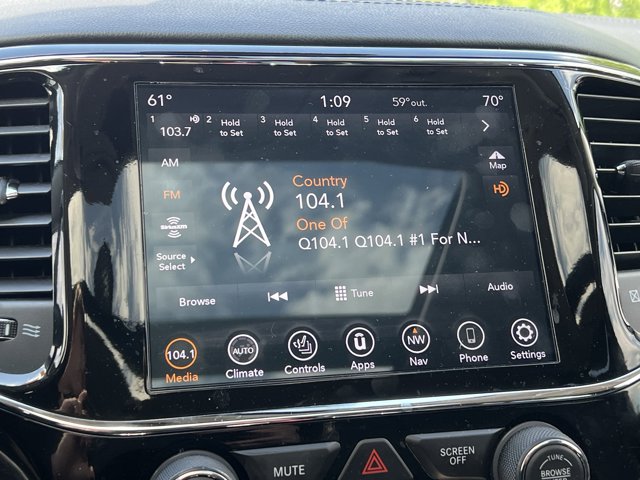 61° 1:09 59°out. 70°
1 103.7 HD 2 Hold to Set 3 Hold to Set 4 Hold to Set 5 Hold to Set 6 Hold to Set
AM
Map
FM
HD
Country
104.1
One Of
SiriusXM
Q104.1 Q104.1 #1 For N...
Source
Select
Browse Tune Audio
104.1 AUTO NW
Media Climate Controls Apps Nav Phone Settings
MUTE
SCREEN
OFF
TUNE
BROWSE